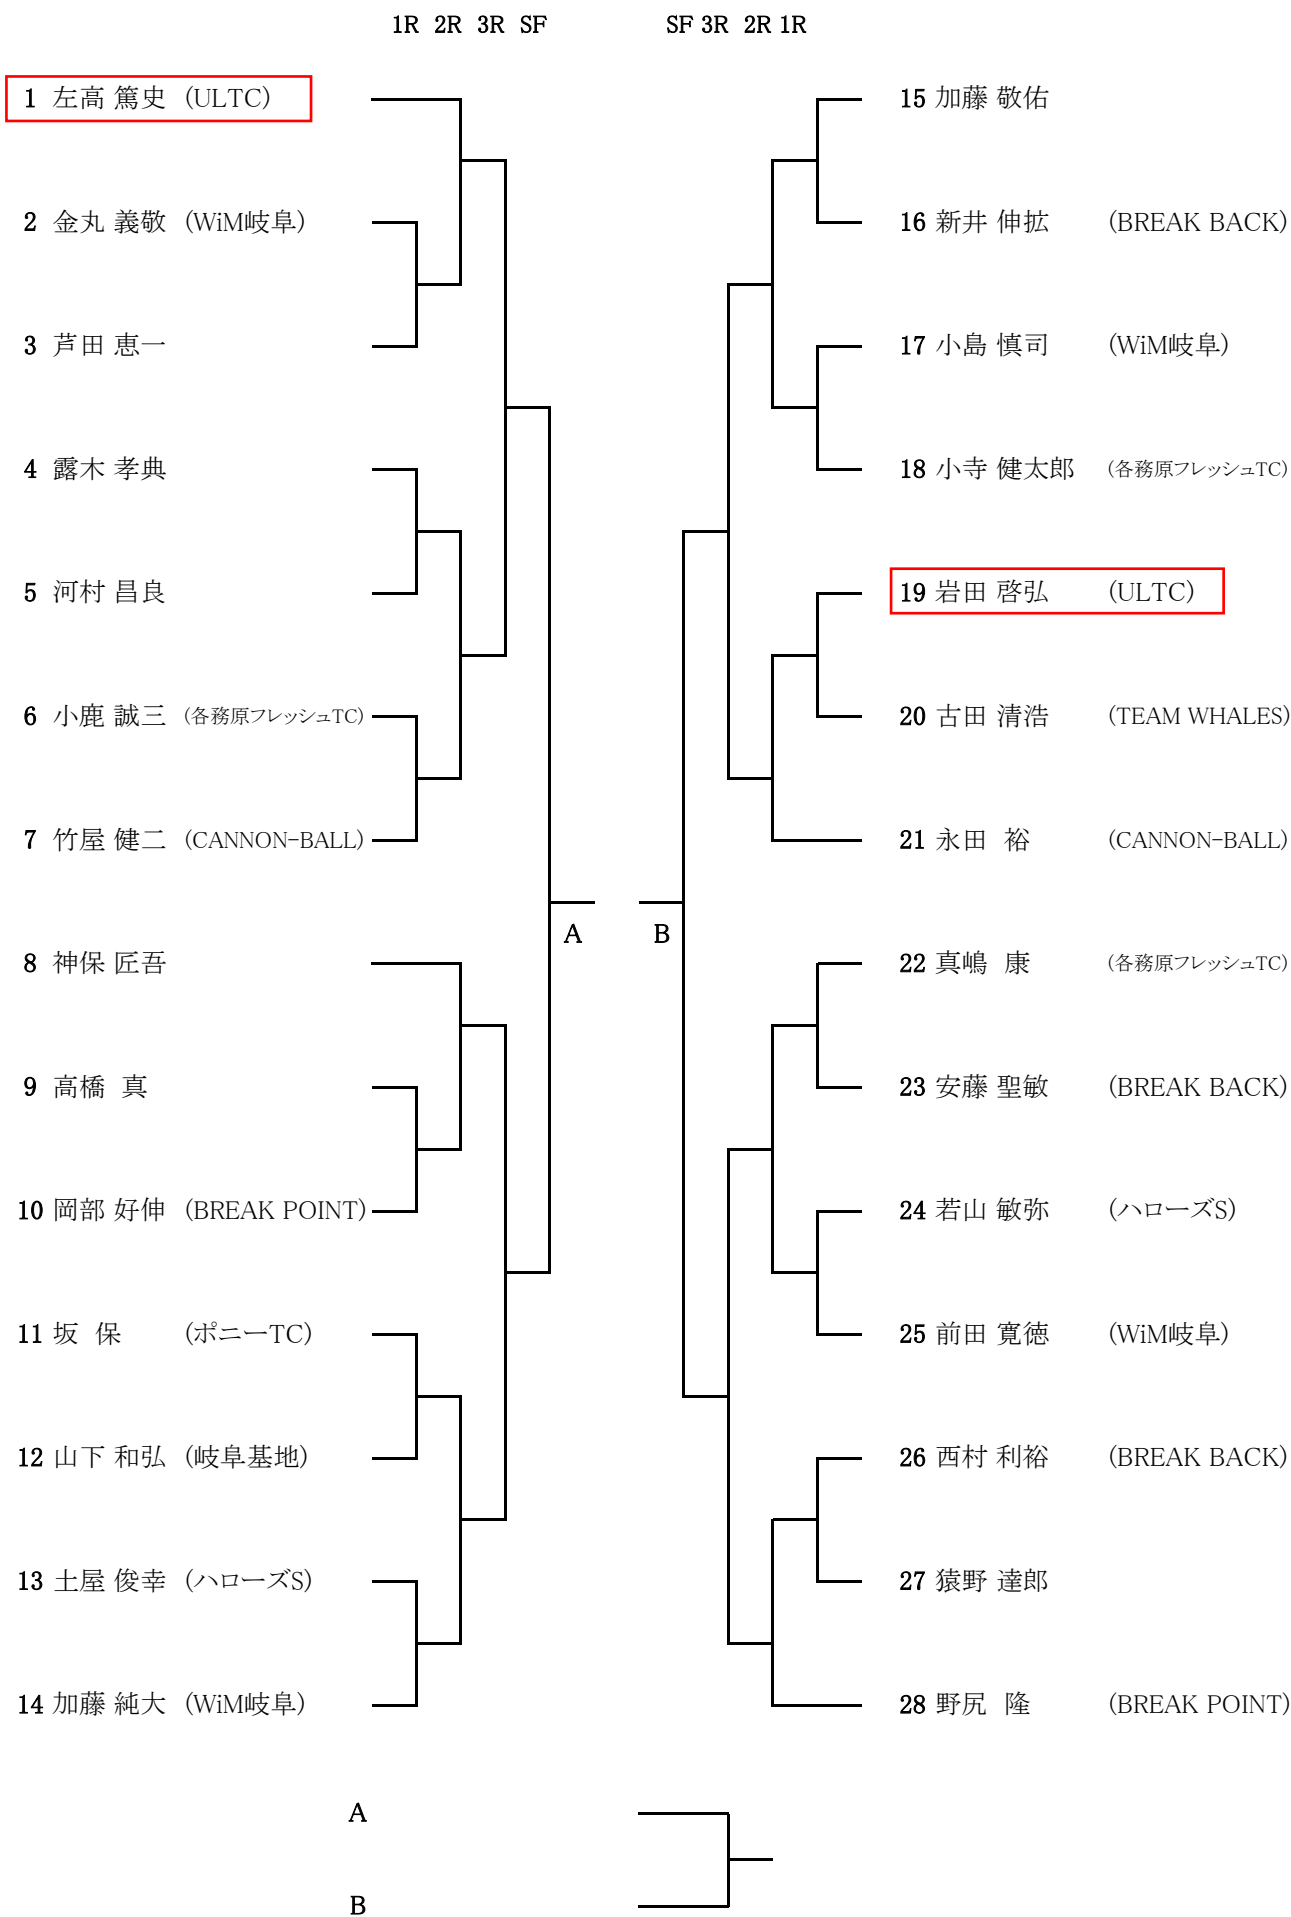 1R 2R 3R SF SF 3R 2R 1R
1 左高 篤史 (ULTC)
2 金丸 義敬 (WiM岐阜)
3 芦田 恵一
4 露木 孝典
5 河村 昌良
6 小鹿 誠三 (各務原フレッシュTC)
7 竹屋 健二 (CANNON-BALL)
A
8 神保 匠吾
9 高橋 真
10 岡部 好伸 (BREAK POINT)
11 坂 保 (ポニーTC)
12 山下 和弘 (岐阜基地)
13 土屋 俊幸 (ハローズS)
14 加藤 純大 (WiM岐阜)
15 加藤 敬佑
16 新井 伸拡 (BREAK BACK)
17 小島 慎司 (WiM岐阜)
18 小寺 健太郎 (各務原フレッシュTC)
19 岩田 啓弘 (ULTC)
20 古田 清浩 (TEAM WHALES)
21 永田 裕 (CANNON-BALL)
B
22 真嶋 康 (各務原フレッシュTC)
23 安藤 聖敏 (BREAK BACK)
24 若山 敏弥 (ハローズS)
25 前田 寛徳 (WiM岐阜)
26 西村 利裕 (BREAK BACK)
27 猿野 達郎
28 野尻 隆 (BREAK POINT)
A
B